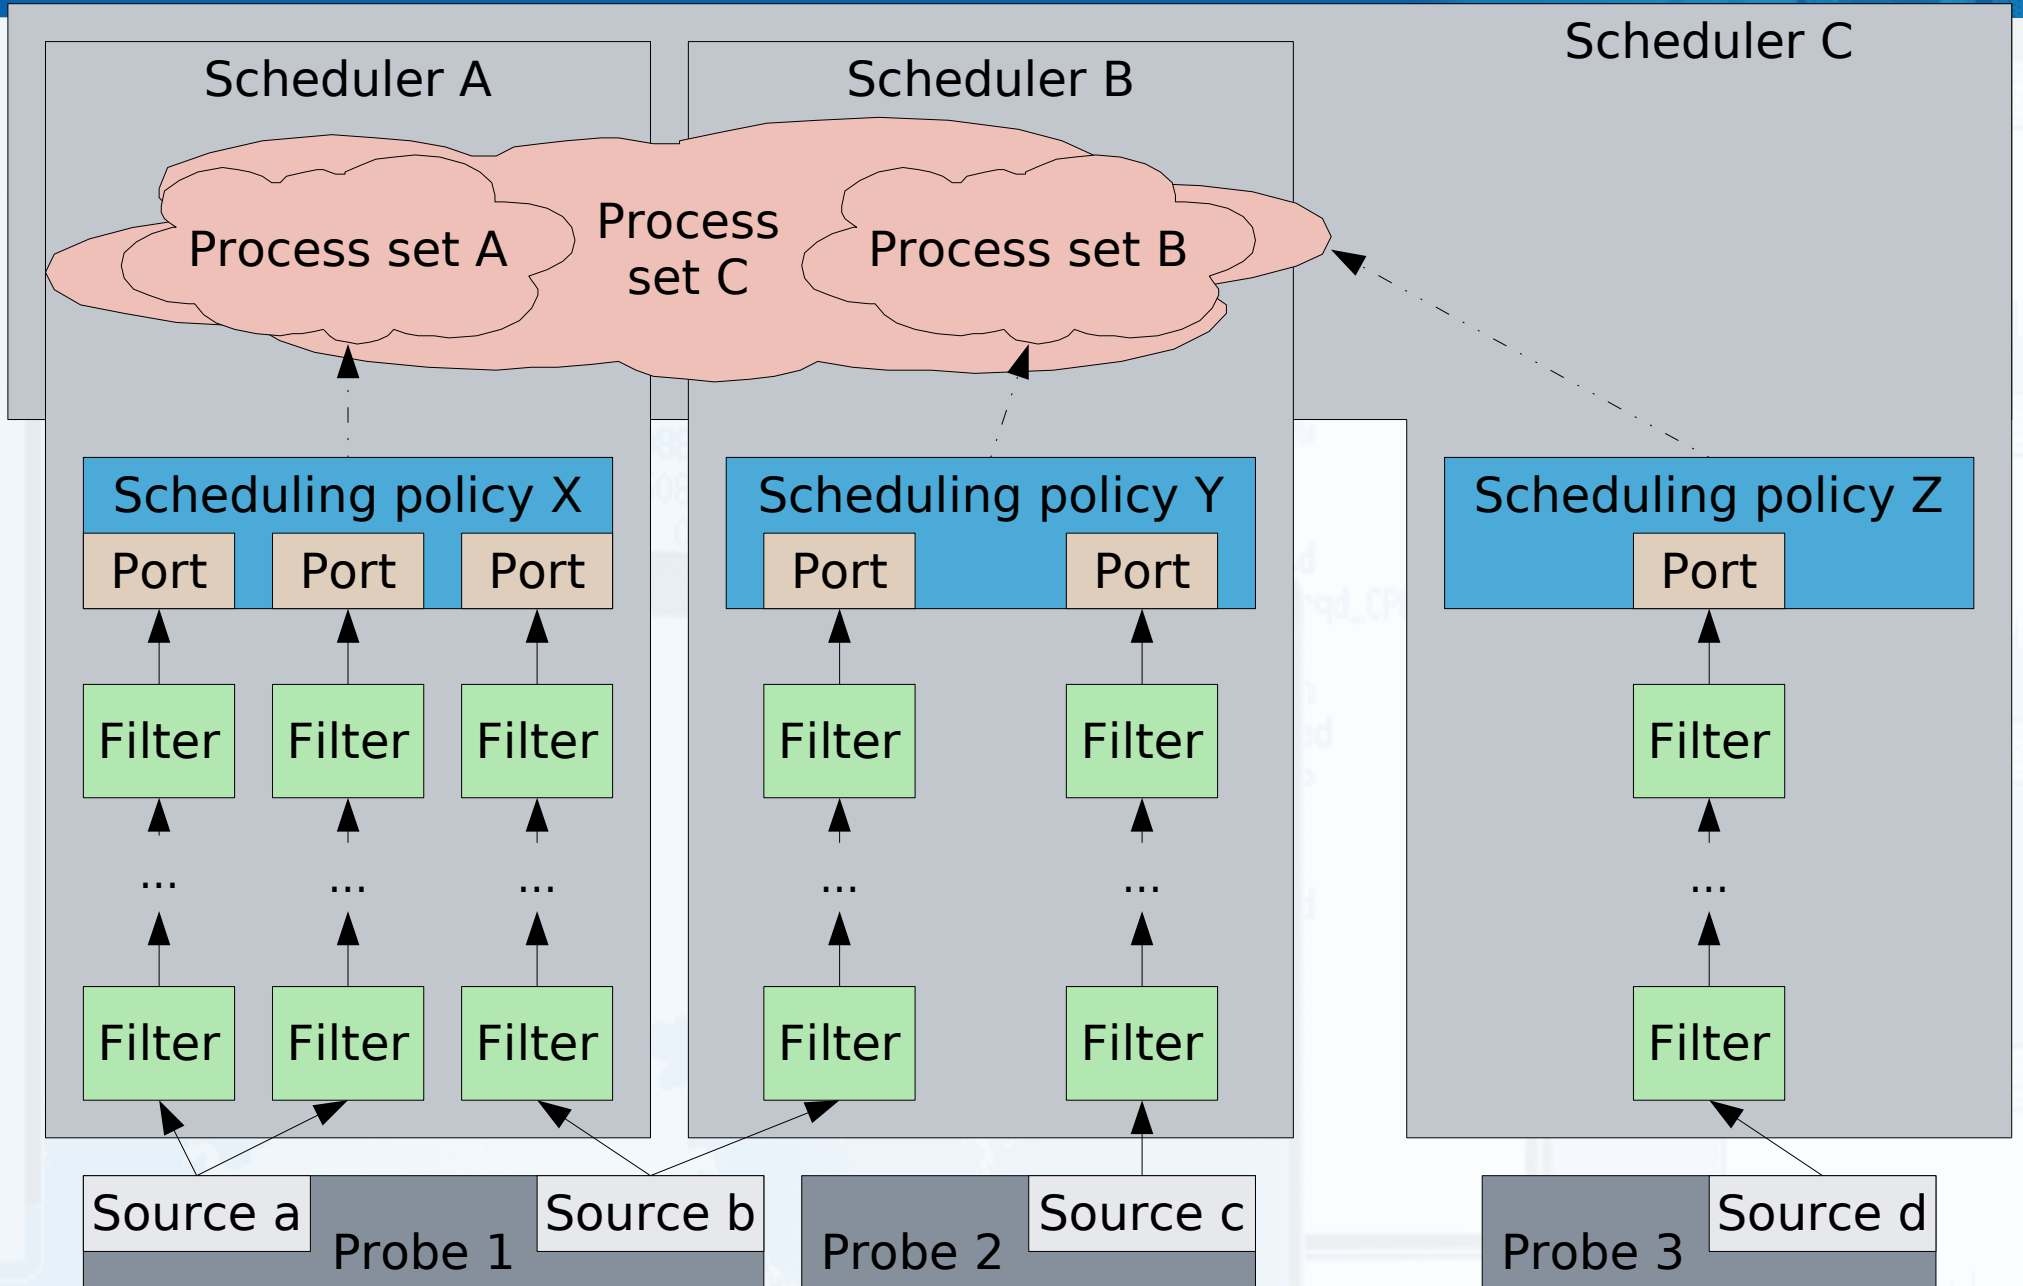 Scheduler C
Scheduler A
Scheduler B
Process set A
Process
set C
Process set B
Scheduling policy X
Scheduling policy Y
Scheduling policy Z
Port
Port
Port
Port
Port
Port
Filter
Filter
Filter
Filter
Filter
Filter
...
...
...
...
...
...
Filter
Filter
Filter
Filter
Filter
Filter
Source a
Source b
Source c
Source d
Probe 1
Probe 2
Probe 3